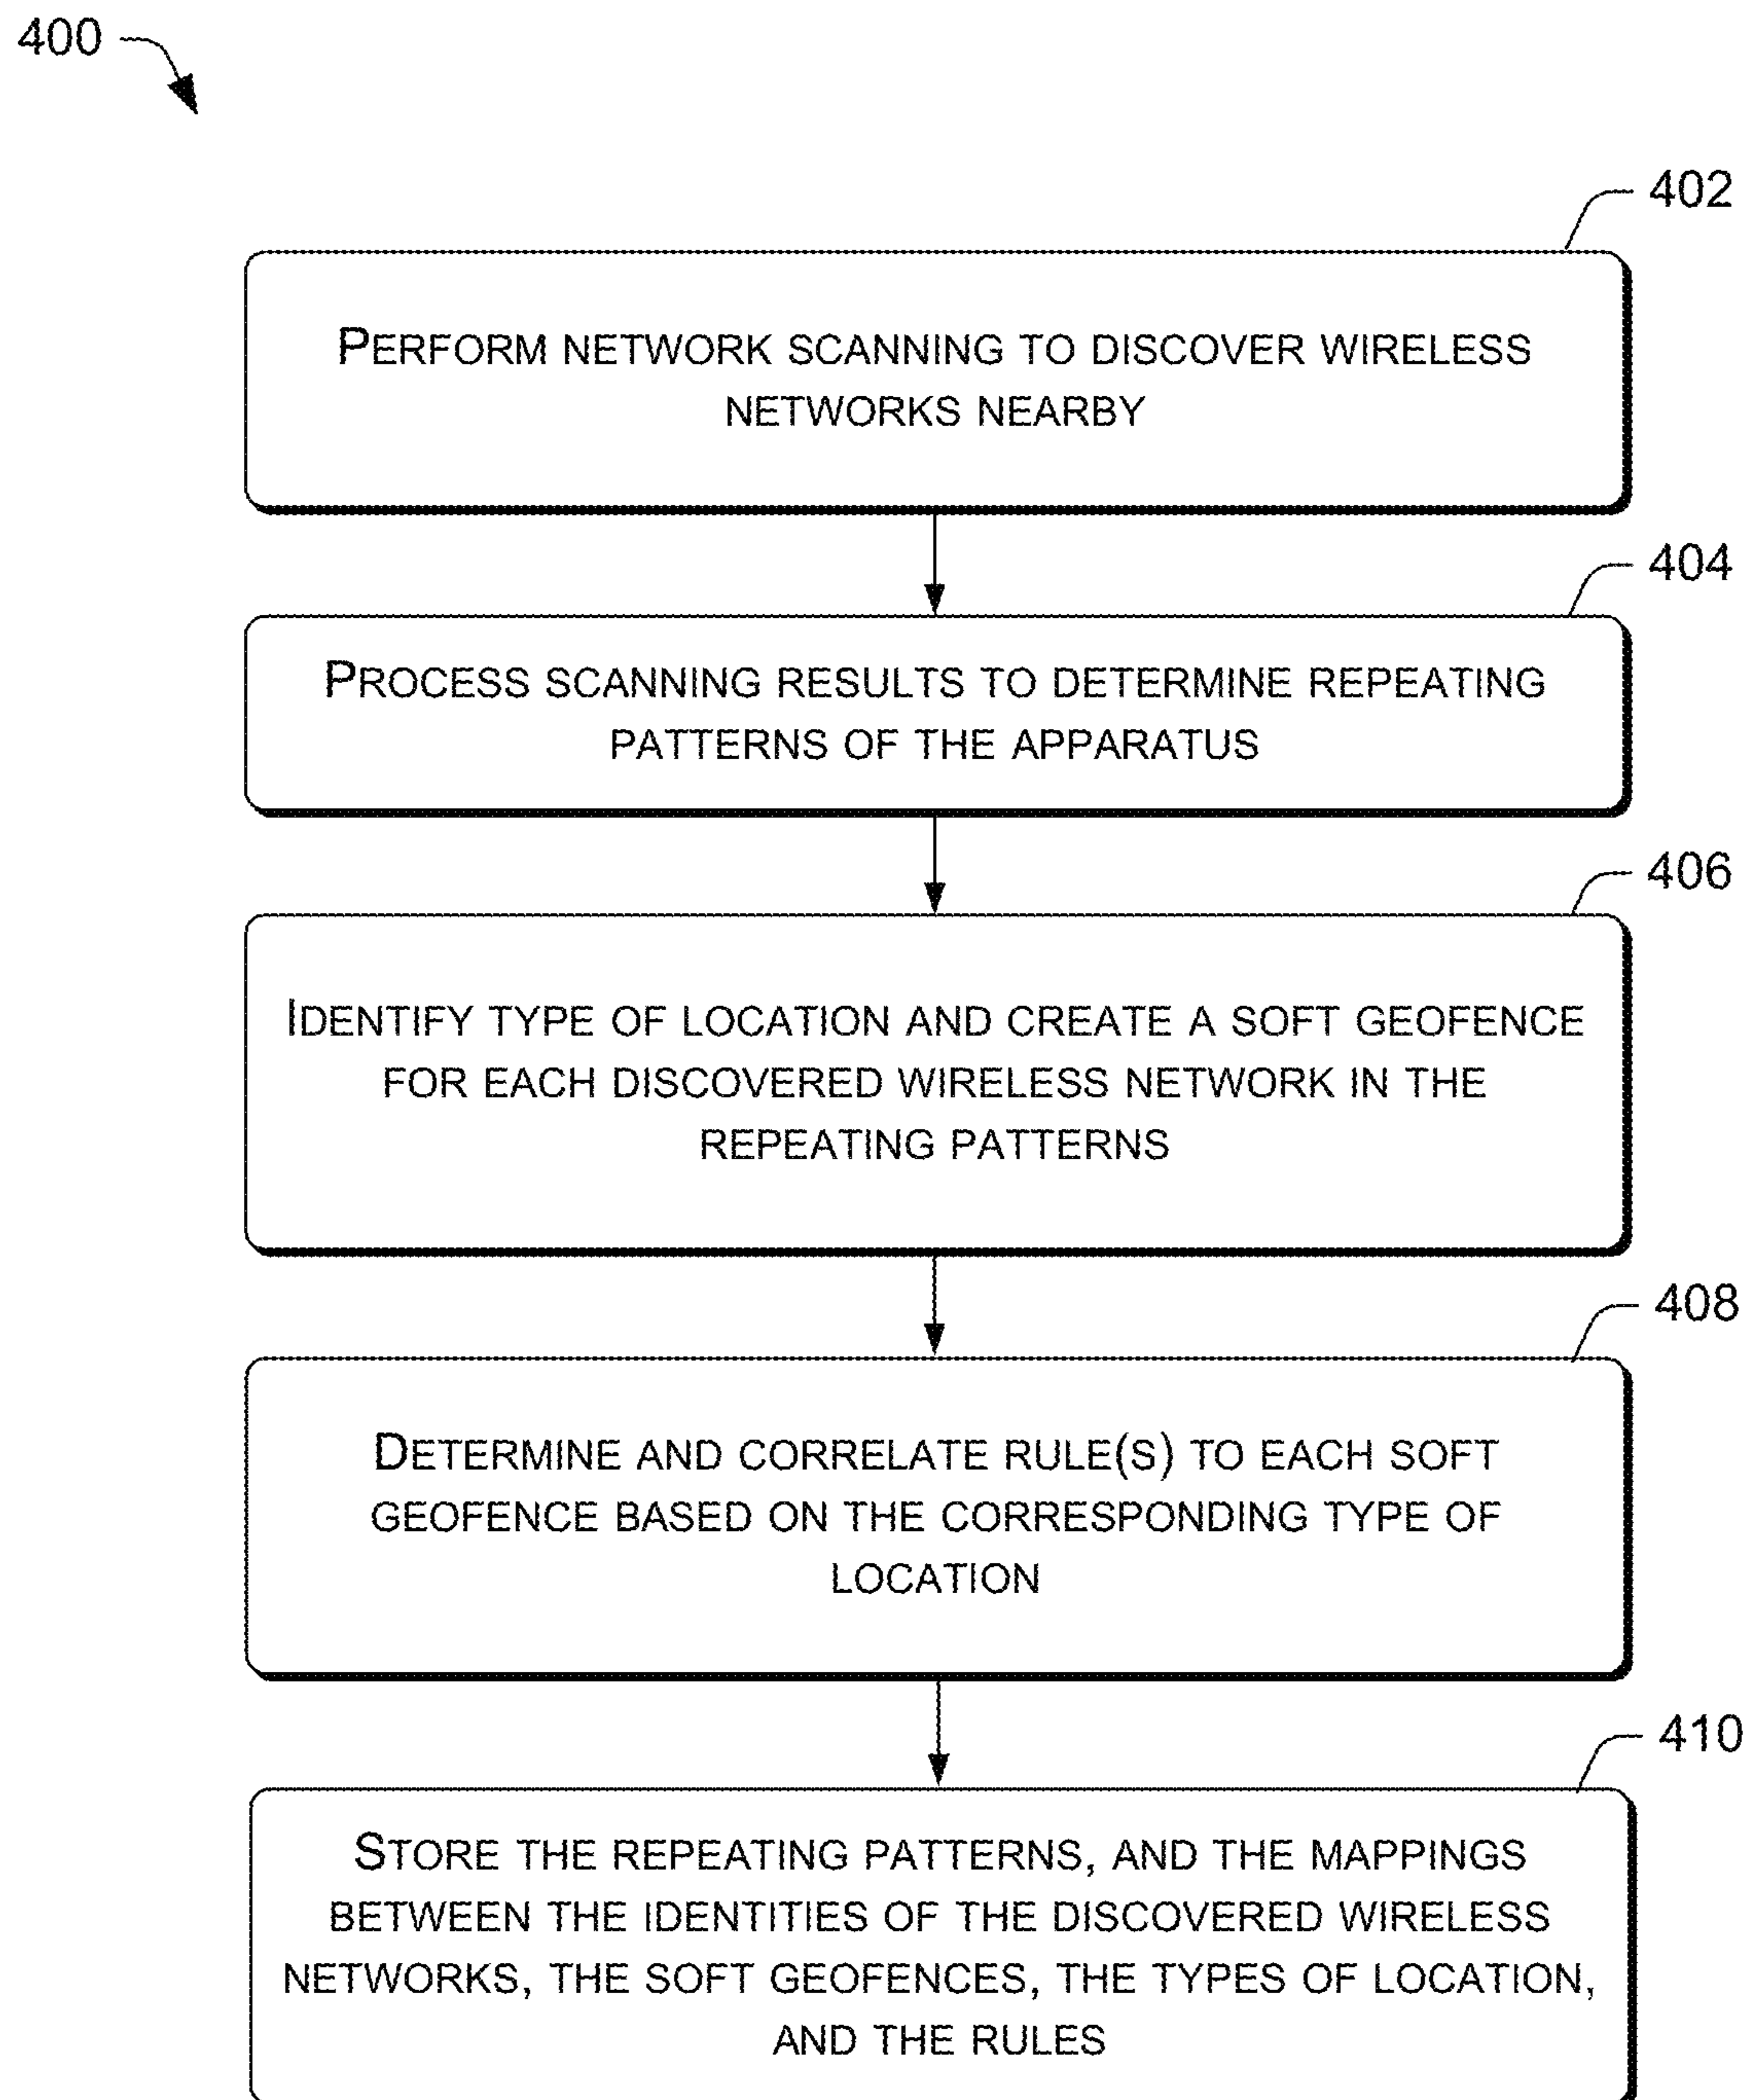 400
402
PERFORM NETWORK SCANNING TO DISCOVER WIRELESS
NETWORKS NEARBY
404
PROCESS SCANNING RESULTS TO DETERMINE REPEATING
PATTERNS OF THE APPARATUS
406
IDENTIFY TYPE OF LOCATION AND CREATE A SOFT GEOFENCE
FOR EACH DISCOVERED WIRELESS NETWORK IN THE
REPEATING PATTERNS
408
DETERMINE AND CORRELATE RULE(S) TO EACH SOFT
GEOFENCE BASED ON THE CORRESPONDING TYPE OF
LOCATION
410
STORE THE REPEATING PATTERNS, AND THE MAPPINGS
BETWEEN THE IDENTITIES OF THE DISCOVERED WIRELESS
NETWORKS, THE SOFT GEOFENCES, THE TYPES OF LOCATION,
AND THE RULES